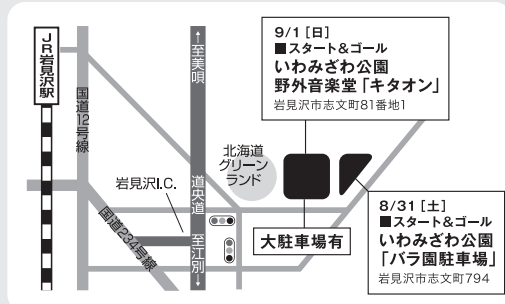 JR岩見沢駅
国道12号線
←至美唄
道央道
至江別→
岩見沢I.C.
国道234号線
北海道
グリーン
ランド
9/1 [日]
■スタート&ゴール
いわみざわ公園
野外音楽堂「キタオン」
岩見沢市志文町81番地1
大駐車場有
8/31 [土]
■スタート&ゴール
いわみざわ公園
「バラ園駐車場」
岩見沢市志文町794